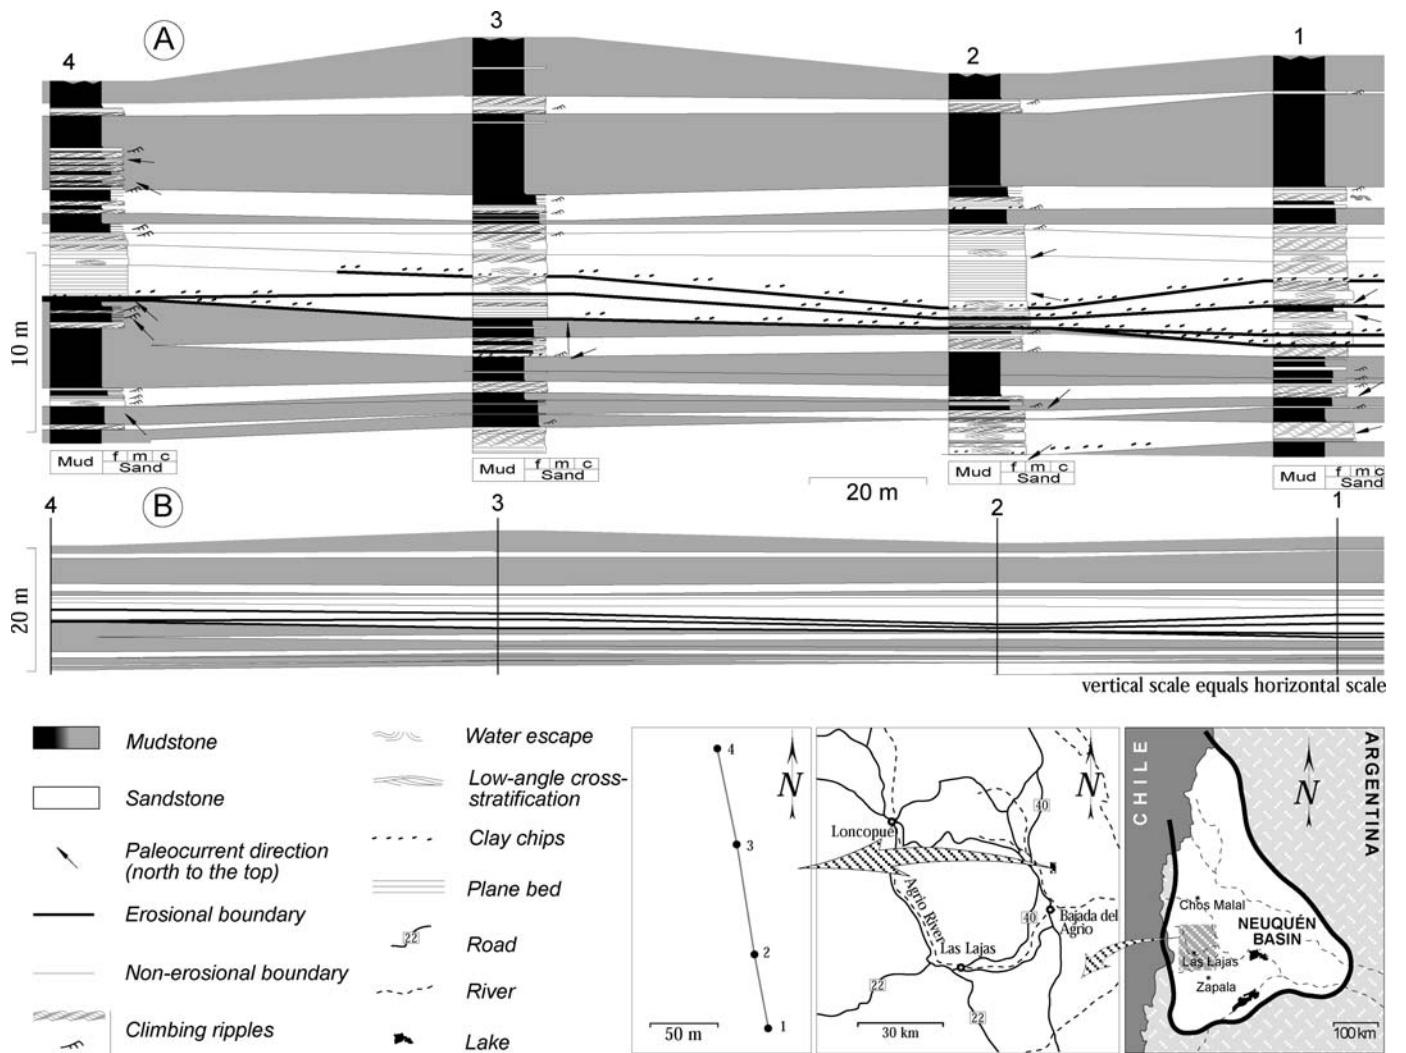 A
4
3
2
1
10 m
Mud
f m c
Sand
Mud
f m c
Sand
Mud
f m c
Sand
Mud
f m c
Sand
20 m
B
4
3
2
1
20 m
vertical scale equals horizontal scale
Mudstone
Sandstone
Paleocurrent direction
(north to the top)
Erosional boundary
Non-erosional boundary
Climbing ripples
Water escape
Low-angle cross-
stratification
Clay chips
Plane bed
22
Road
River
Lake
4
3
2
1
N
50 m
N
40
Loncopué
Agrio River
40
Bajada del
Agrio
Las Lajas
22
22
30 km
CHILE
ARGENTINA
N
Chos Malal
NEUQUÉN
BASIN
Las Lajas
Zapala
100 km